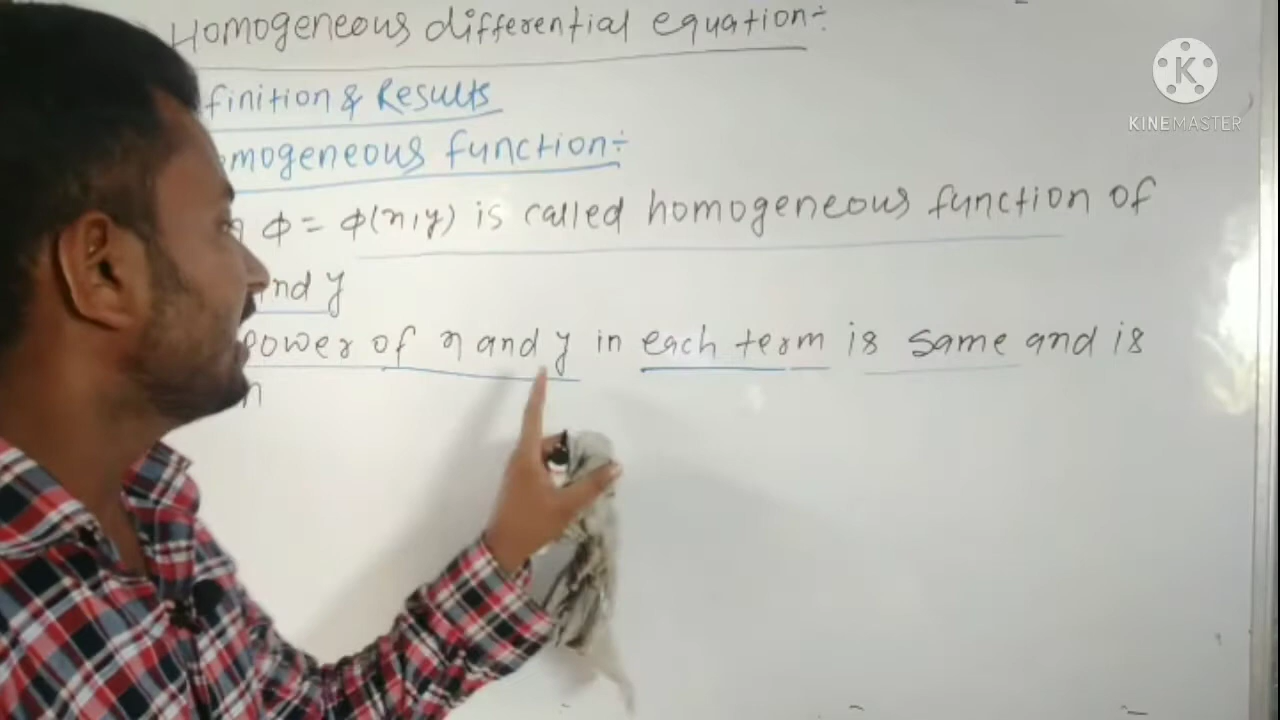 Homogeneous differential equation÷
finition & Results
mogeneous function÷
n ϕ = ϕ(x,y) is called homogeneous function of
and y
power of x and y in each term is same and is
n
KINEMASTER